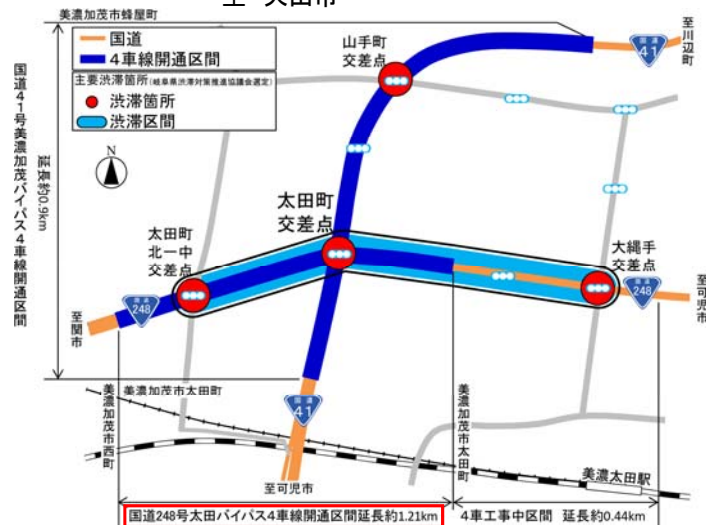 美濃加茂市蜂屋町
国道
4車線開通区間
主要渋滞箇所(岐阜県渋滞対策推進協議会選定)
渋滞箇所
渋滞区間
N
国道41号美濃加茂バイパス4車線開通区間
延長約0.9km
山手町
交差点
至川辺町
国道
41
太田町
交差点
太田町
北一中
交差点
大縄手
交差点
国道
248
国道
248
至関市
至可児市
美濃加茂市太田町
国道
41
美濃加茂市西町
美濃加茂市太田町
至可児市
美濃太田駅
国道248号太田バイパス4車線開通区間延長約1.21km
4車工事中区間 延長約0.44km